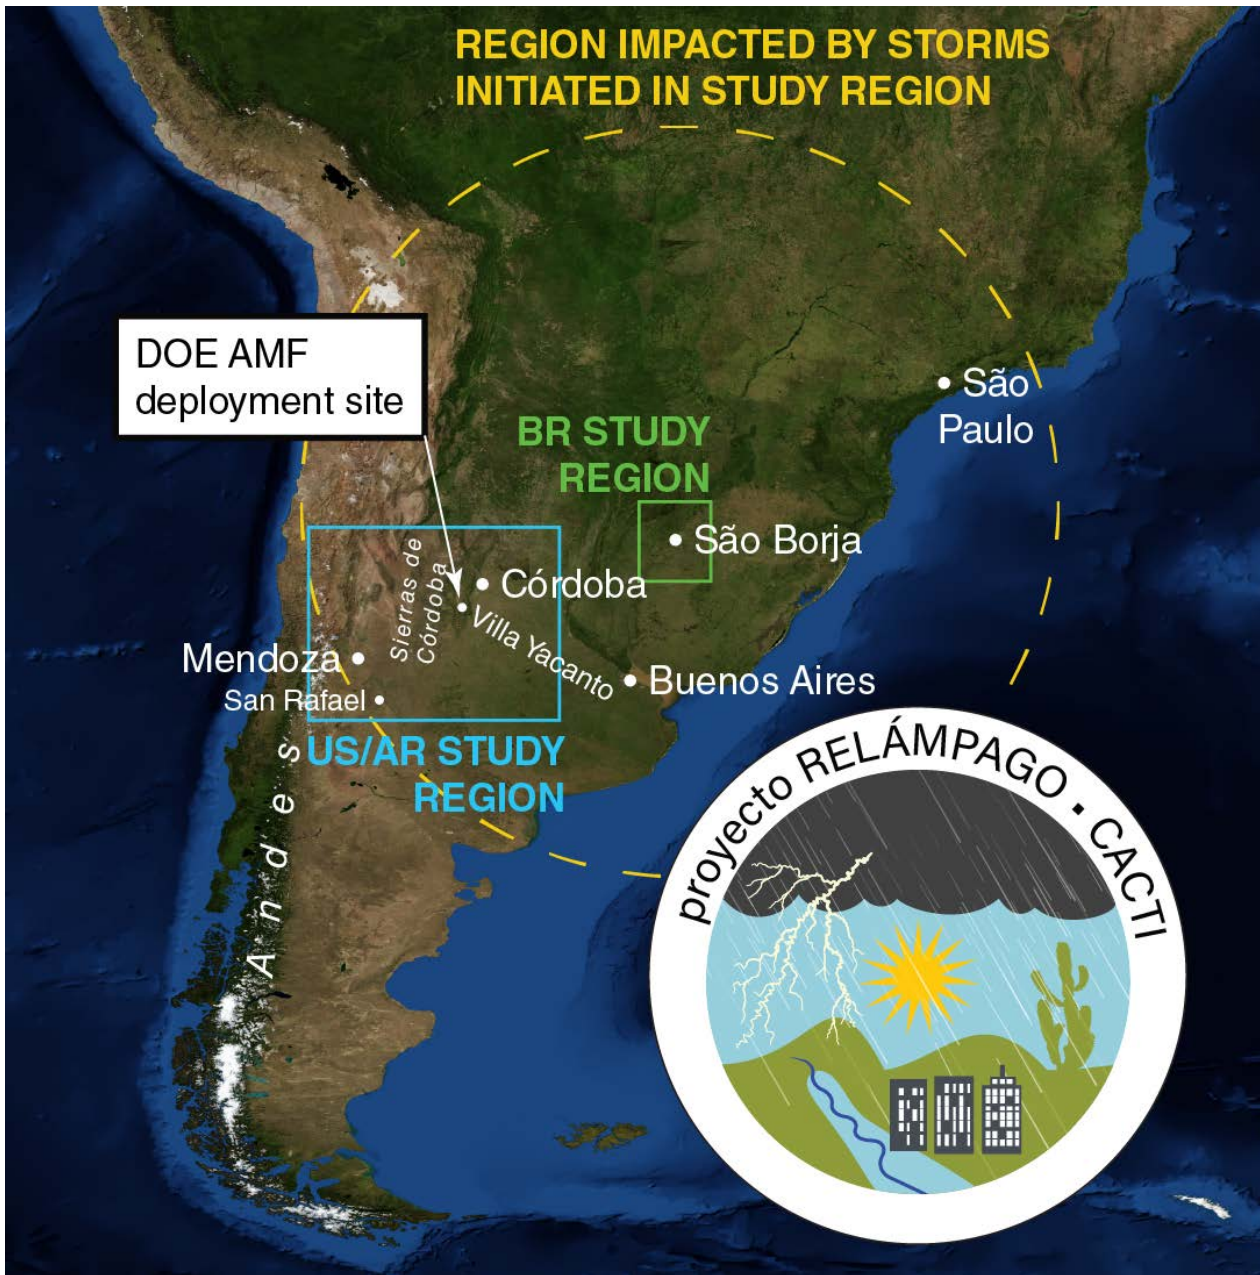 REGION IMPACTED BY STORMS
INITIATED IN STUDY REGION
DOE AMF
deployment site
São
Paulo
BR STUDY
REGION
São Borja
Sierras de
Córdoba
Córdoba
Villa Yacanto
Mendoza
San Rafael
Buenos Aires
US/AR STUDY
REGION
Andes
proyecto RELÁMPAGO • CACTI